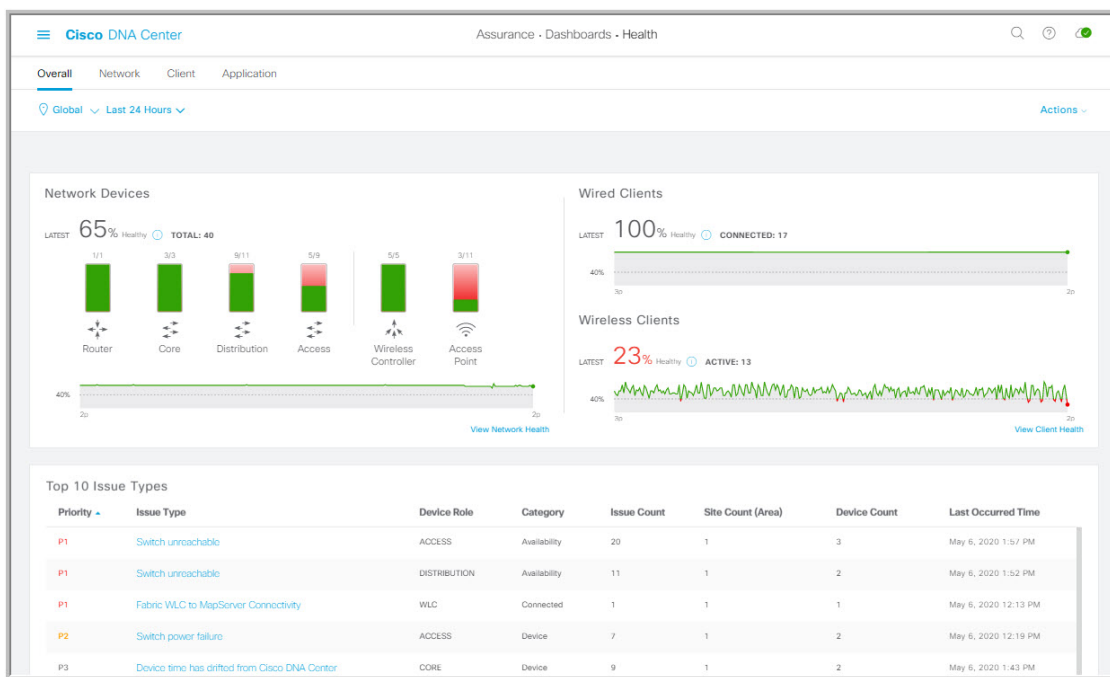 Cisco DNA Center
Assurance · Dashboards · Health
Overall Network Client Application
Global Last 24 Hours
Actions
Network Devices
LATEST 65% Healthy TOTAL: 40
1/1 3/3 9/11 5/9 5/5 3/11
Router Core Distribution Access Wireless Controller Access Point
40%
2p 2p
View Network Health
Wired Clients
LATEST 100% Healthy CONNECTED: 17
40%
3p 2p
Wireless Clients
LATEST 23% Healthy ACTIVE: 13
40%
3p 2p
View Client Health
Top 10 Issue Types
Priority Issue Type Device Role Category Issue Count Site Count (Area) Device Count Last Occurred Time
P1 Switch unreachable ACCESS Availability 20 1 3 May 6, 2020 1:57 PM
P1 Switch unreachable DISTRIBUTION Availability 11 1 2 May 6, 2020 1:52 PM
P1 Fabric WLC to MapServer Connectivity WLC Connected 1 1 1 May 6, 2020 12:13 PM
P2 Switch power failure ACCESS Device 7 1 2 May 6, 2020 12:19 PM
P3 Device time has drifted from Cisco DNA Center CORE Device 9 1 2 May 6, 2020 1:43 PM